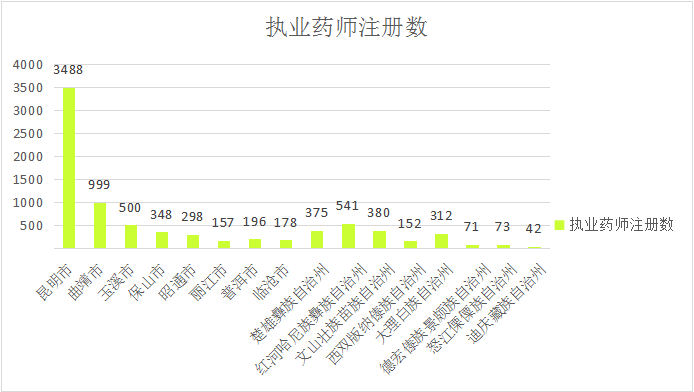 执业药师注册数
4000
3500
3000
2500
2000
1500
1000
500
3488
999
500
348
298
157
196
178
375
541
380
152
312
71
73
42
昆明市
曲靖市
玉溪市
保山市
昭通市
丽江市
普洱市
临沧市
楚雄彝族自治州
红河哈尼族彝族自治州
文山壮族苗族自治州
西双版纳傣族自治州
大理白族自治州
德宏傣族景颇族自治州
怒江傈僳族自治州
迪庆藏族自治州
执业药师注册数